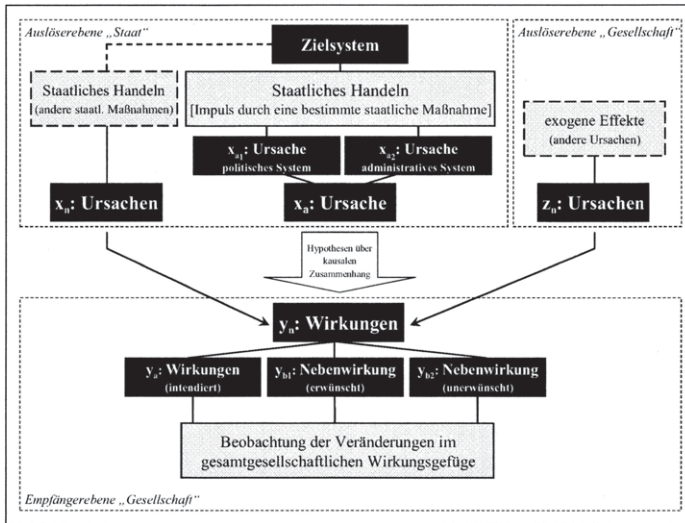 Auslöserebene „Staat"
Zielsystem
Staatliches Handeln
(andere staatl. Maßnahmen)
Staatliches Handeln
[Impuls durch eine bestimmte staatliche Maßnahme]
xa1: Ursache
politisches System
xa2: Ursache
administratives System
xn: Ursachen
xa: Ursache
Auslöserebene „Gesellschaft"
exogene Effekte
(andere Ursachen)
zn: Ursachen
Hypothesen über
kausalen
Zusammenhang
yn: Wirkungen
ya: Wirkungen
(intendiert)
yb1: Nebenwirkung
(erwünscht)
yb2: Nebenwirkung
(unerwünscht)
Beobachtung der Veränderungen im
gesamtgesellschaftlichen Wirkungsgefüge
Empfängerebene „Gesellschaft"